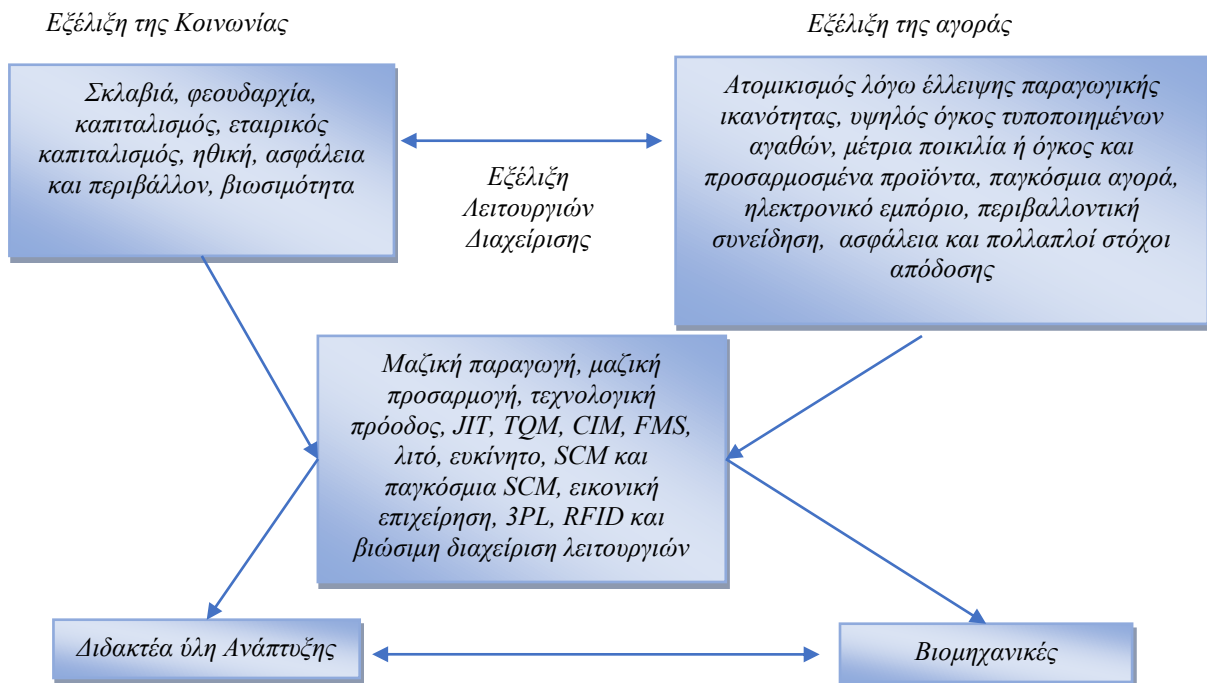 Εξέλιξη της Κοινωνίας
Εξέλιξη της αγοράς
Σκλαβιά, φεουδαρχία,
καπιταλισμός, εταιρικός
καπιταλισμός, ηθική, ασφάλεια
και περιβάλλον, βιωσιμότητα
Εξέλιξη
Λειτουργιών
Διαχείρισης
Ατομικισμός λόγω έλλειψης παραγωγικής
ικανότητας, υψηλός όγκος τυποποιημένων
αγαθών, μέτρια ποικιλία ή όγκος και
προσαρμοσμένα προϊόντα, παγκόσμια αγορά,
ηλεκτρονικό εμπόριο, περιβαλλοντική
συνείδηση, ασφάλεια και πολλαπλοί στόχοι
απόδοσης
Μαζική παραγωγή, μαζική
προσαρμογή, τεχνολογική
πρόοδος, JIT, TQM, CIM, FMS,
λιτό, ευκίνητο, SCM και
παγκόσμια SCM, εικονική
επιχείρηση, 3PL, RFID και
βιώσιμη διαχείριση λειτουργιών
Διδακτέα ύλη Ανάπτυξης
Βιομηχανικές